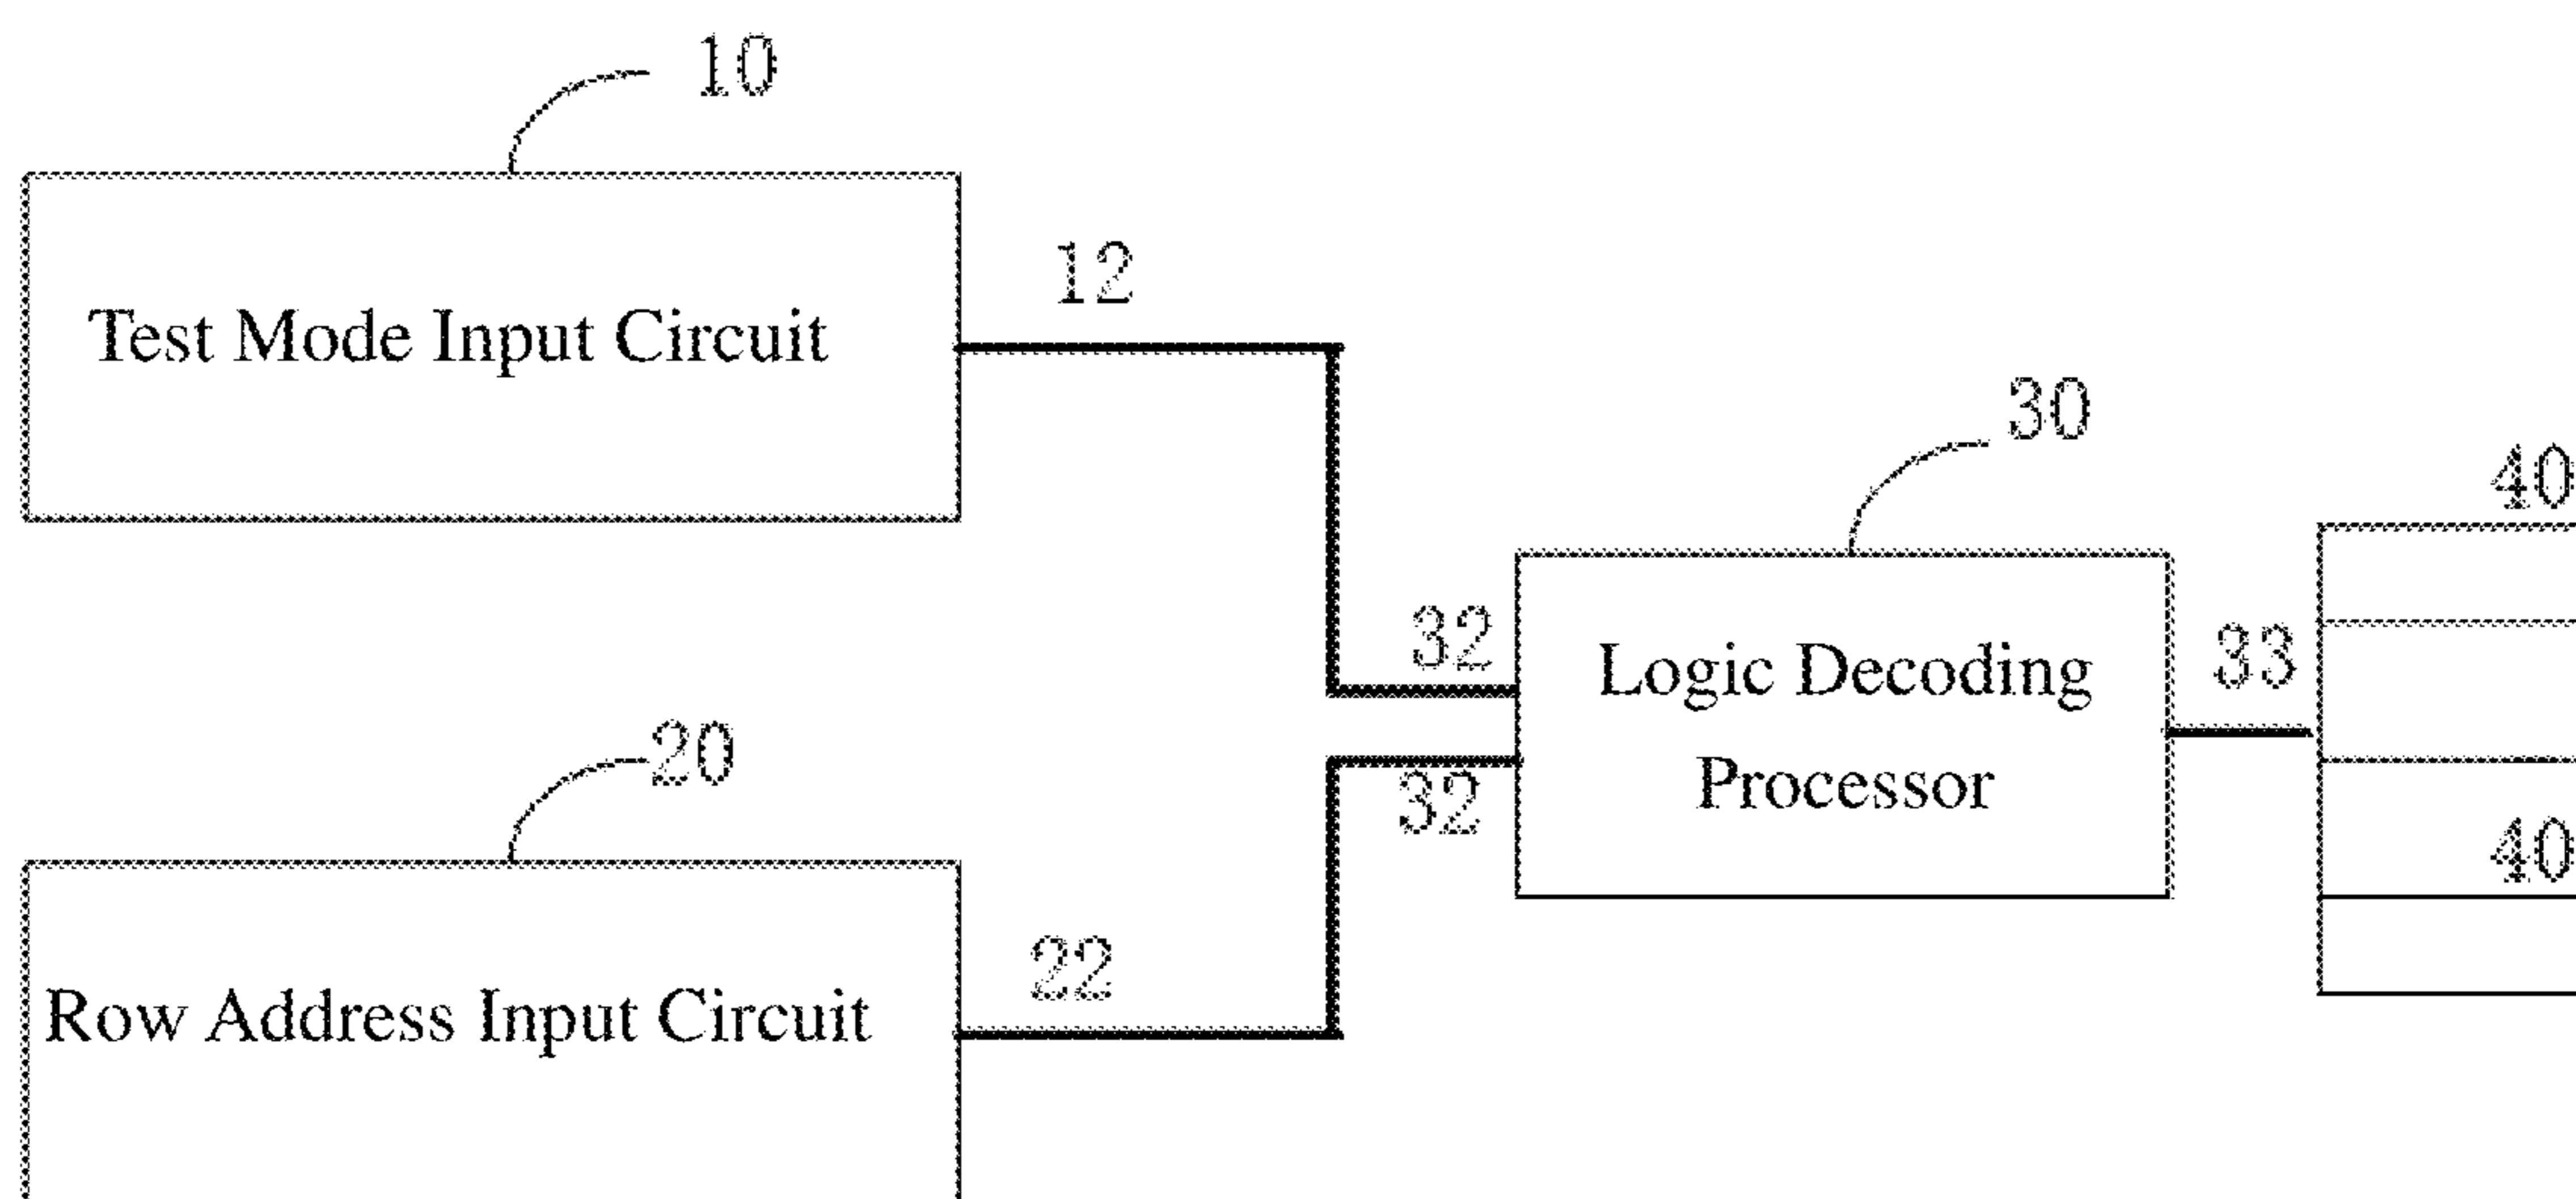 10
12
Test Mode Input Circuit
30
40
32
33
Logic Decoding
Processor
20
32
40
22
Row Address Input Circuit